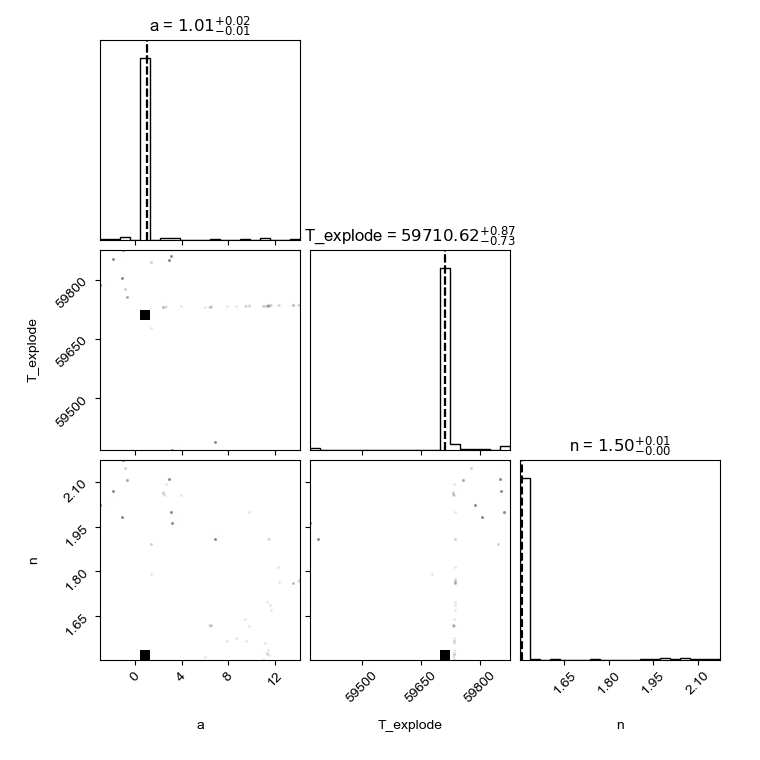 a = 1.01+0.02
−0.01
T_explode = 59710.62+0.87
−0.73
T_explode
59800
59650
59500
n = 1.50+0.01
−0.00
n
2.10
1.95
1.80
1.65
0 4 8 12
59500 59650 59800
1.65 1.80 1.95 2.10
a T_explode n